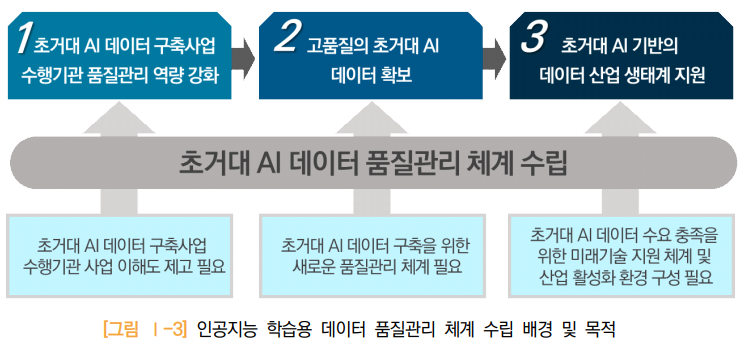 1 초거대 AI 데이터 구축사업
수행기관 품질관리 역량 강화
2 고품질의 초거대 AI
데이터 확보
3 초거대 AI 기반의
데이터 산업 생태계 지원
초거대 AI 데이터 품질관리 체계 수립
초거대 AI 데이터 구축사업
수행기관 사업 이해도 제고 필요
초거대 AI 데이터 구축을 위한
새로운 품질관리 체계 필요
초거대 AI 데이터 수요 충족을
위한 미래기술 지원 체계 및
산업 활성화 환경 구성 필요
[그림 Ⅰ-3] 인공지능 학습용 데이터 품질관리 체계 수립 배경 및 목적